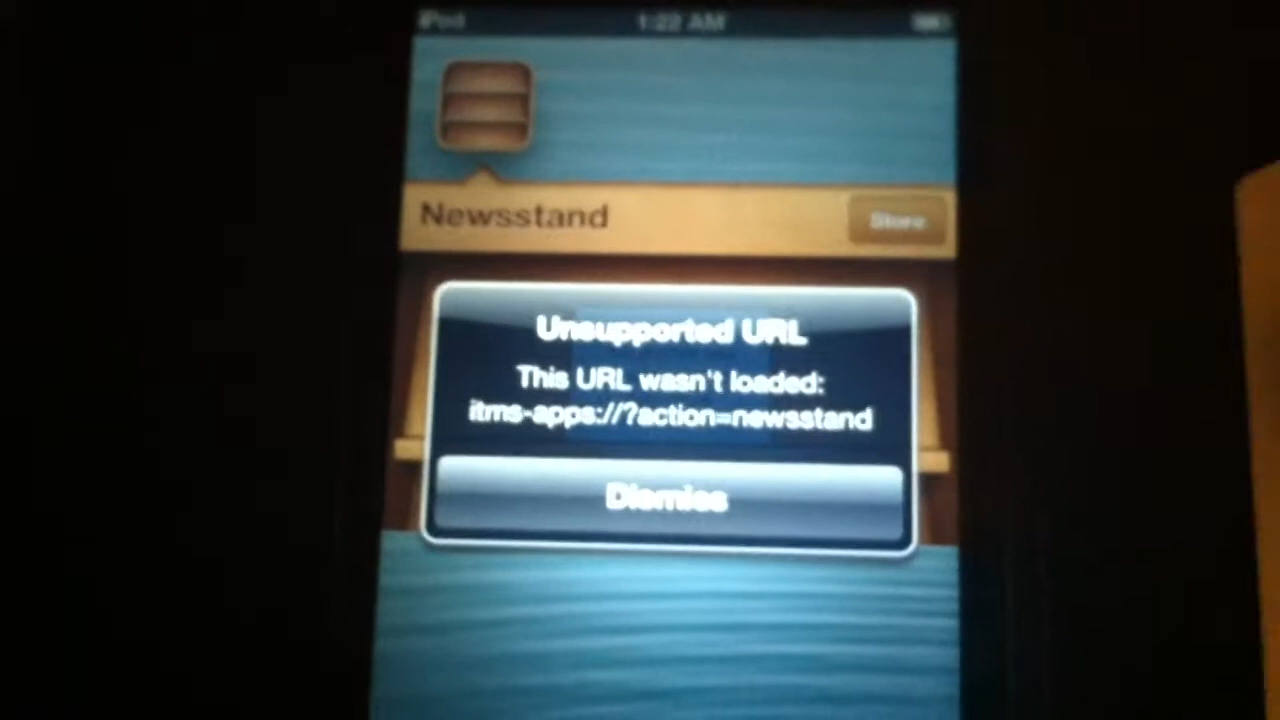 iPod 1:22 AM
Newsstand Store
Unsupported URL
This URL wasn't loaded:
itms-apps://?action=newsstand
Dismiss